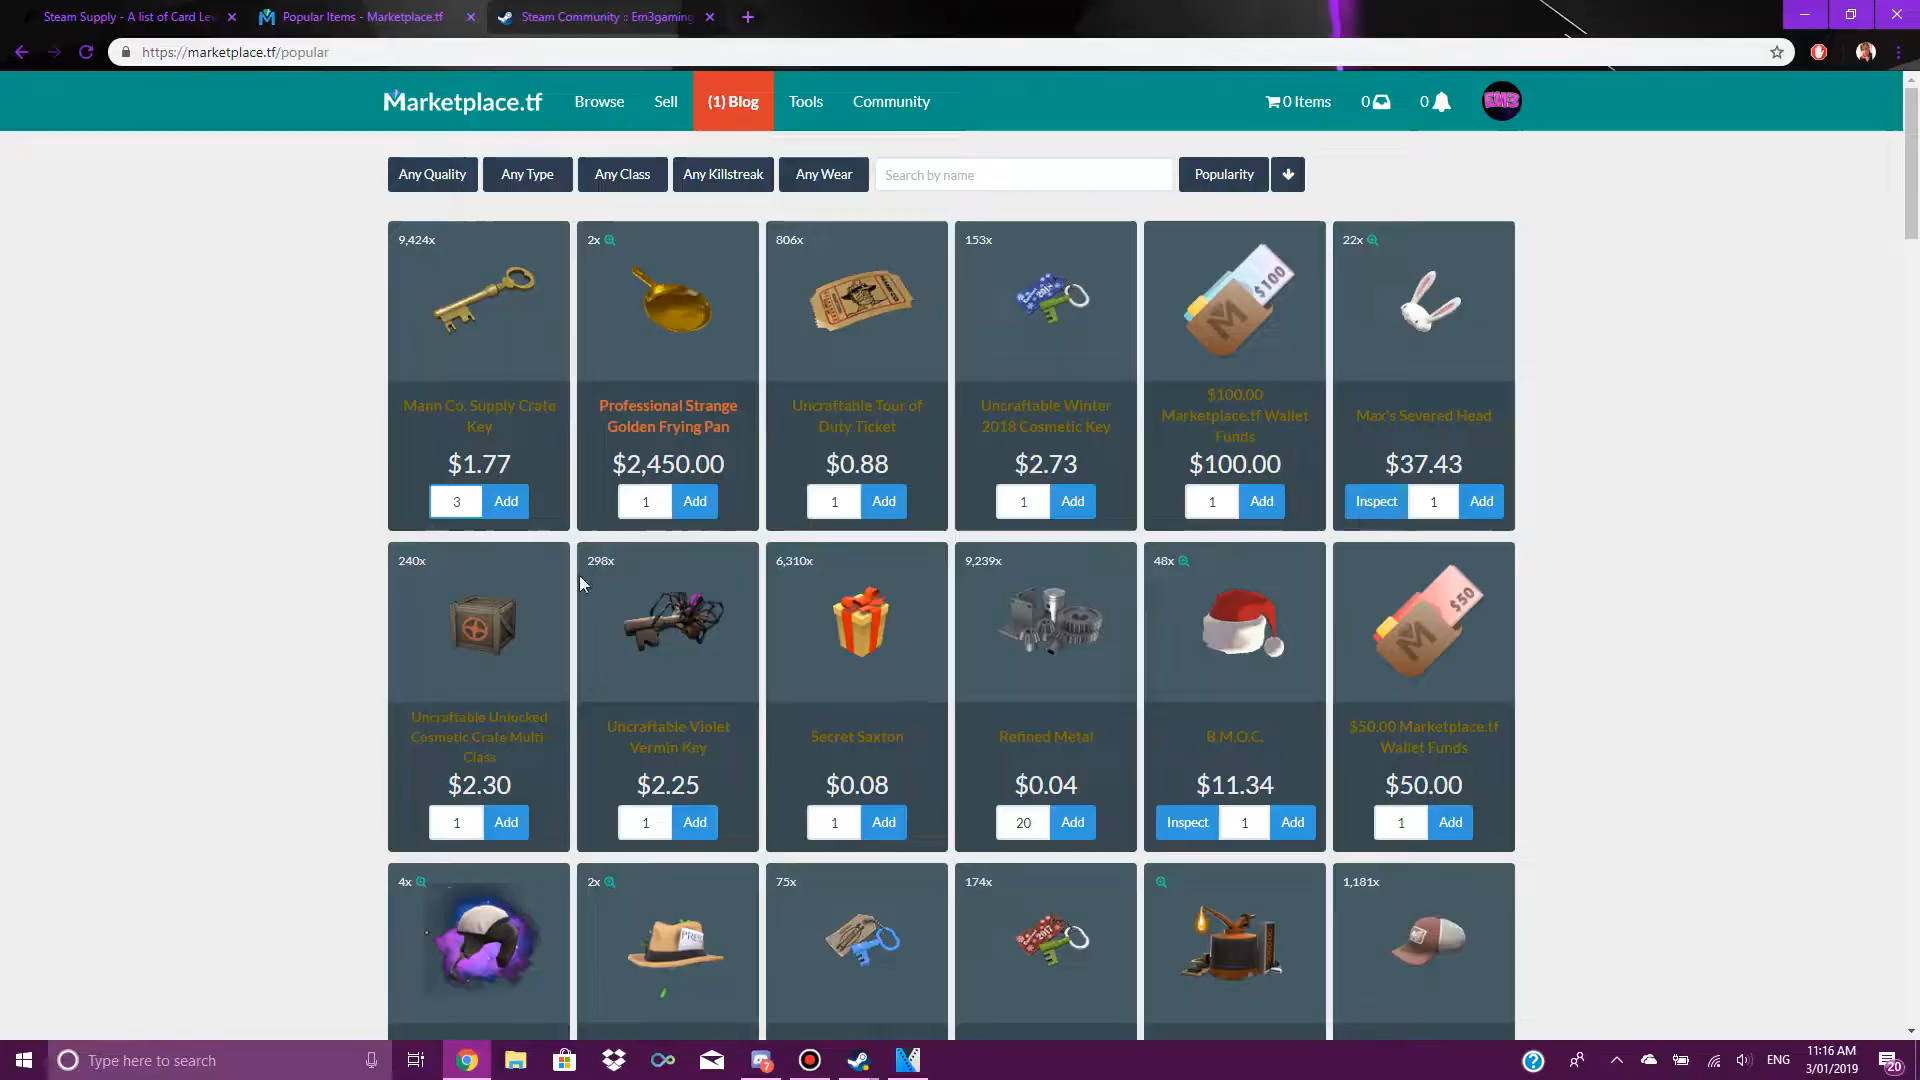 Steam Supply - A list of Card Lev
Popular Items - Marketplace.tf
Steam Community :: Em3gaming
https://marketplace.tf/popular
Marketplace.tf
Browse
Sell
(1) Blog
Tools
Community
0 Items
0
0
EM3
Any Quality
Any Type
Any Class
Any Killstreak
Any Wear
Search by name
Popularity
9,424x
2x
806x
153x
22x
$100
Mann Co. Supply Crate
Key
Professional Strange
Golden Frying Pan
Uncraftable Tour of
Duty Ticket
Uncraftable Winter
2018 Cosmetic Key
$100.00
Marketplace.tf Wallet
Funds
Max's Severed Head
$1.77
$2,450.00
$0.88
$2.73
$100.00
$37.43
3 Add
1 Add
1 Add
1 Add
1 Add
Inspect 1 Add
240x
298x
6,310x
9,239x
48x
$50
Uncraftable Unlocked
Cosmetic Crate Multi-
Class
Uncraftable Violet
Vermin Key
Secret Saxton
Refined Metal
B.M.O.C.
$50.00 Marketplace.tf
Wallet Funds
$2.30
$2.25
$0.08
$0.04
$11.34
$50.00
1 Add
1 Add
1 Add
20 Add
Inspect 1 Add
1 Add
4x
2x
75x
174x
1,181x
2017
Type here to search
7
ENG
11:16 AM
3/01/2019
20